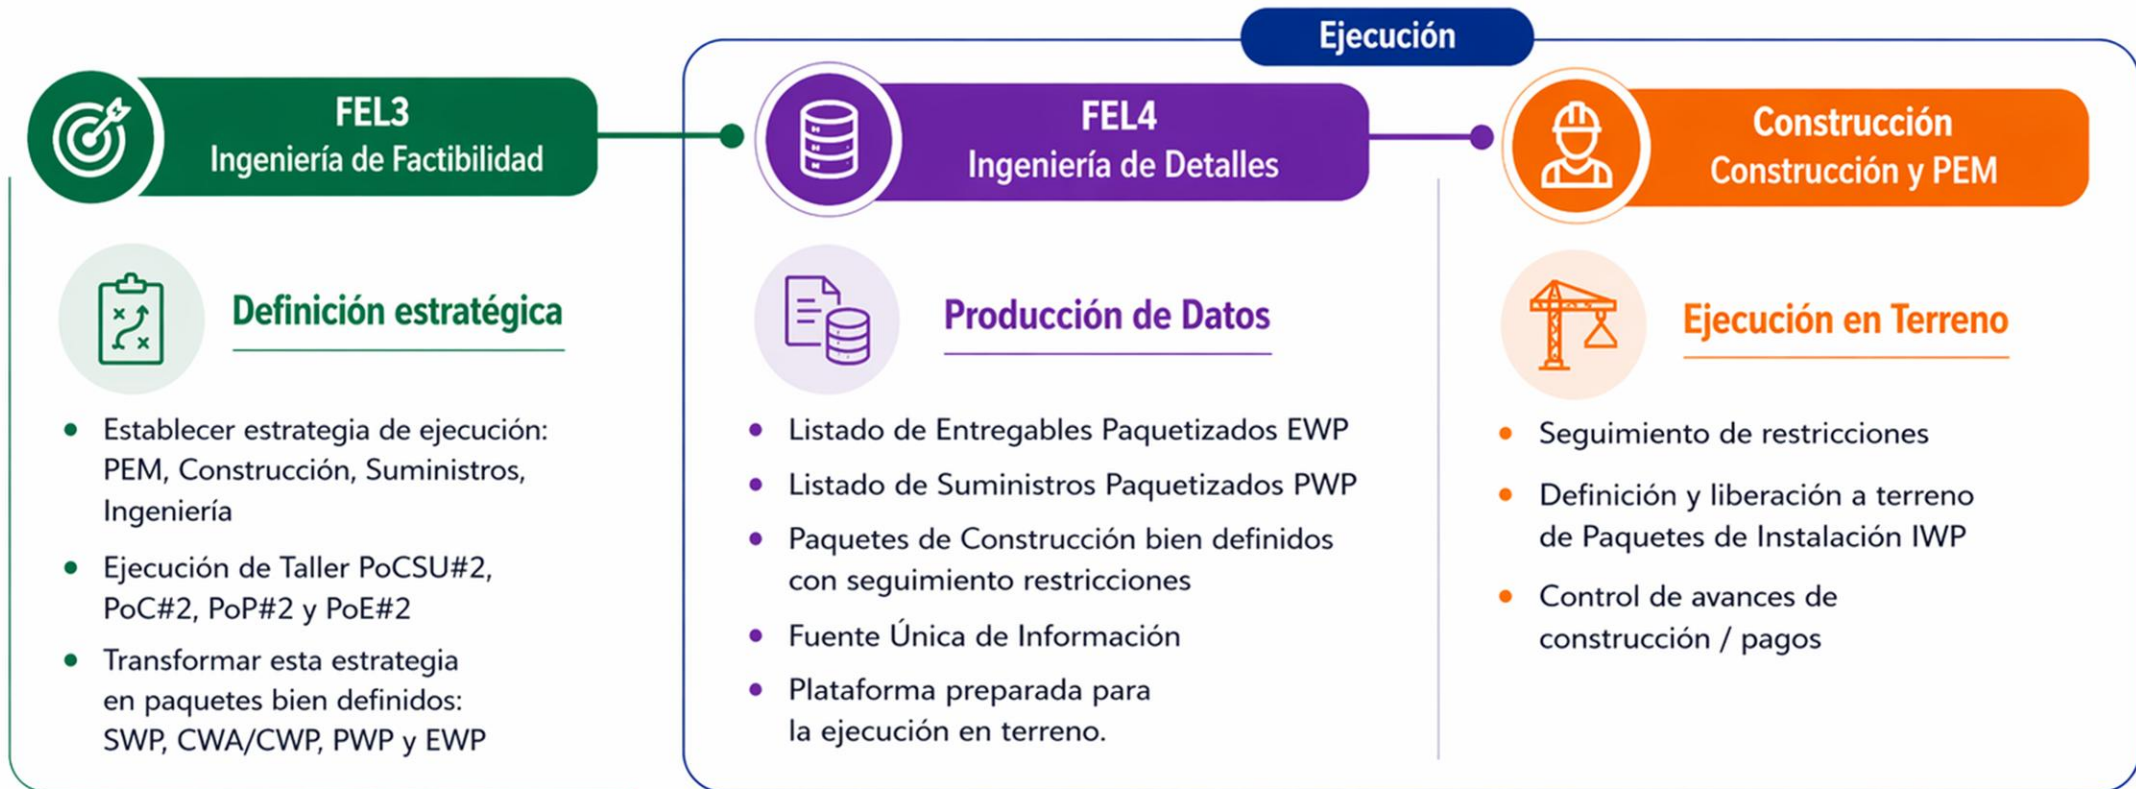 Ejecución
FEL3
Ingeniería de Factibilidad
FEL4
Ingeniería de Detalles
Construcción
Construcción y PEM
Definición estratégica
• Establecer estrategia de ejecución:
PEM, Construcción, Suministros,
Ingeniería
• Ejecución de Taller PoCSU#2,
PoC#2, PoP#2 y PoE#2
• Transformar esta estrategia
en paquetes bien definidos:
SWP, CWA/CWP, PWP y EWP
Producción de Datos
• Listado de Entregables Paquetizados EWP
• Listado de Suministros Paquetizados PWP
• Paquetes de Construcción bien definidos
con seguimiento restricciones
• Fuente Única de Información
• Plataforma preparada para
la ejecución en terreno.
Ejecución en Terreno
• Seguimiento de restricciones
• Definición y liberación a terreno
de Paquetes de Instalación IWP
• Control de avances de
construcción / pagos